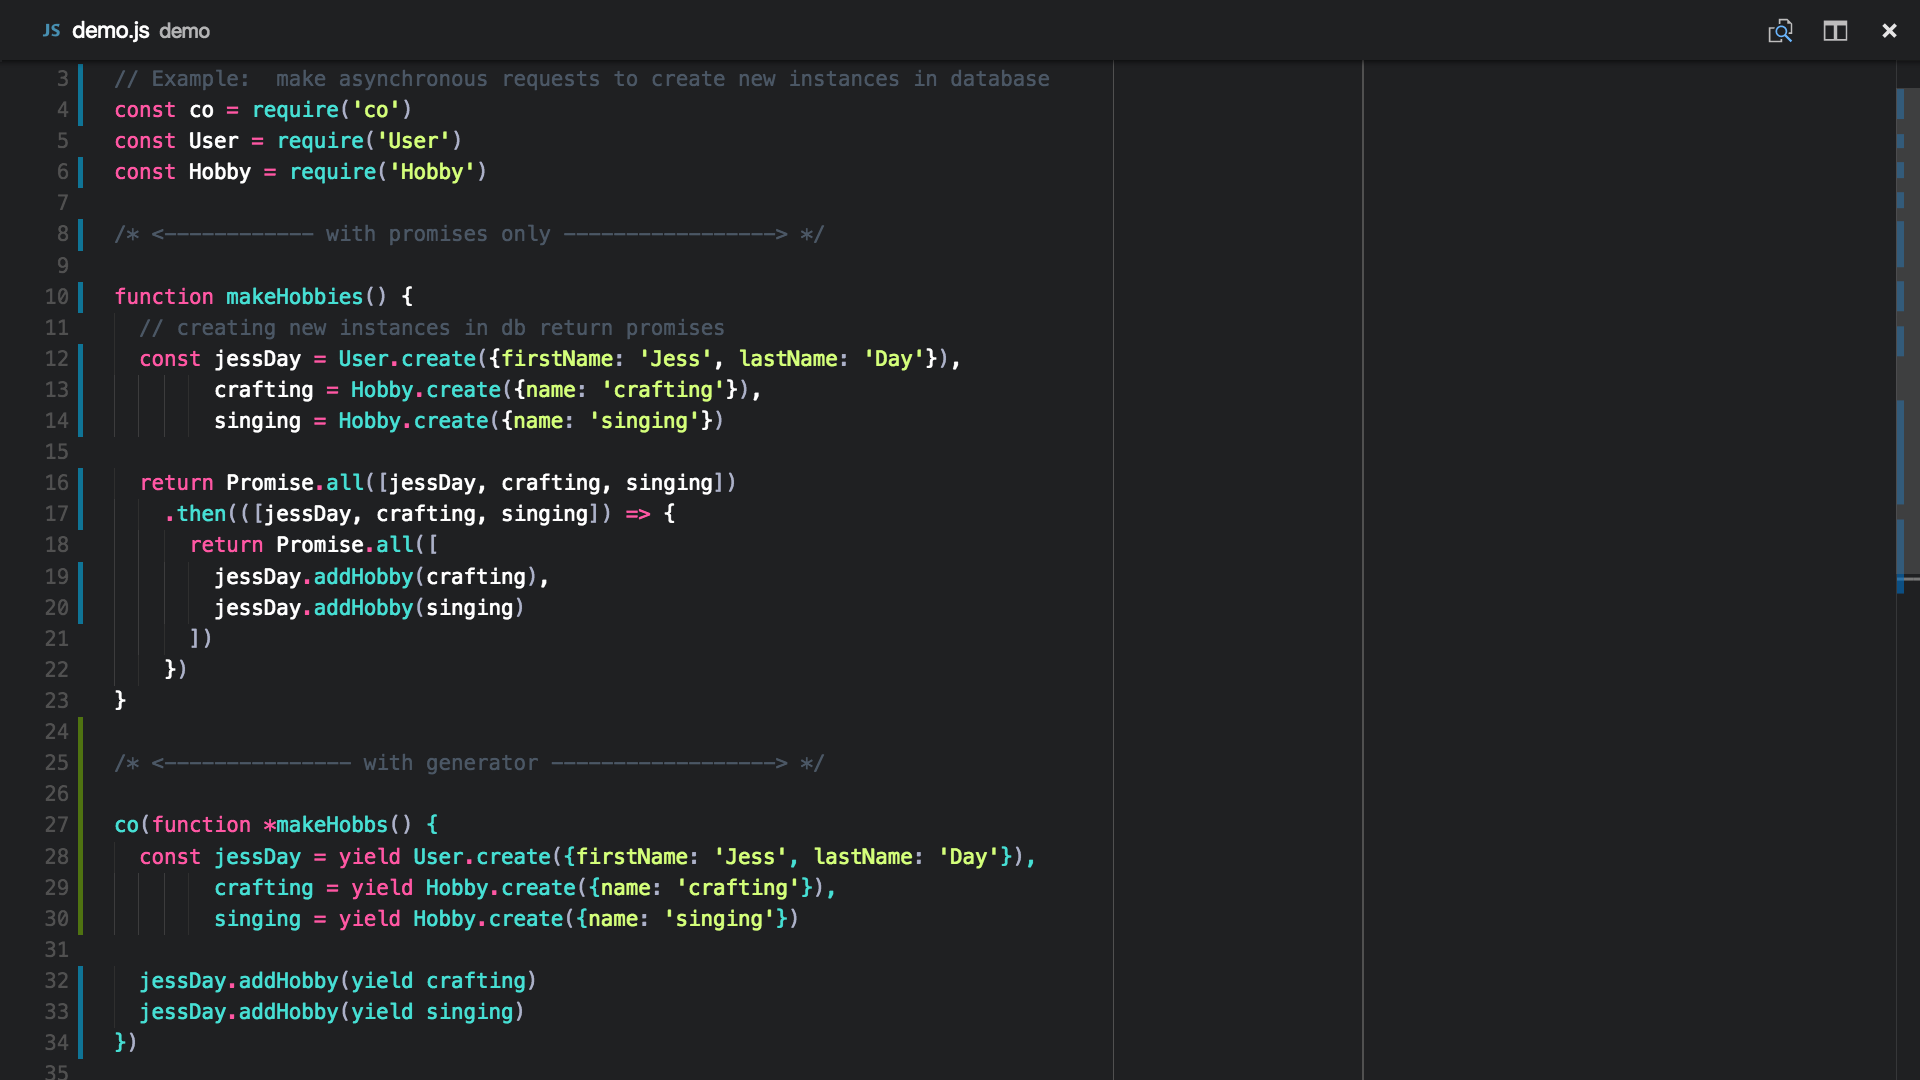 JS demo.js demo
3 // Example:  make asynchronous requests to create new instances in database
4 const co = require('co')
5 const User = require('User')
6 const Hobby = require('Hobby')
7
8 /* <------------ with promises only -----------------> */
9
10 function makeHobbies() {
11   // creating new instances in db return promises
12   const jessDay = User.create({firstName: 'Jess', lastName: 'Day'}),
13         crafting = Hobby.create({name: 'crafting'}),
14         singing = Hobby.create({name: 'singing'})
15
16   return Promise.all([jessDay, crafting, singing])
17     .then(([jessDay, crafting, singing]) => {
18       return Promise.all([
19         jessDay.addHobby(crafting),
20         jessDay.addHobby(singing)
21       ])
22     })
23 }
24
25 /* <--------------- with generator ------------------> */
26
27 co(function *makeHobbs() {
28   const jessDay = yield User.create({firstName: 'Jess', lastName: 'Day'}),
29         crafting = yield Hobby.create({name: 'crafting'}),
30         singing = yield Hobby.create({name: 'singing'})
31
32   jessDay.addHobby(yield crafting)
33   jessDay.addHobby(yield singing)
34 })
35